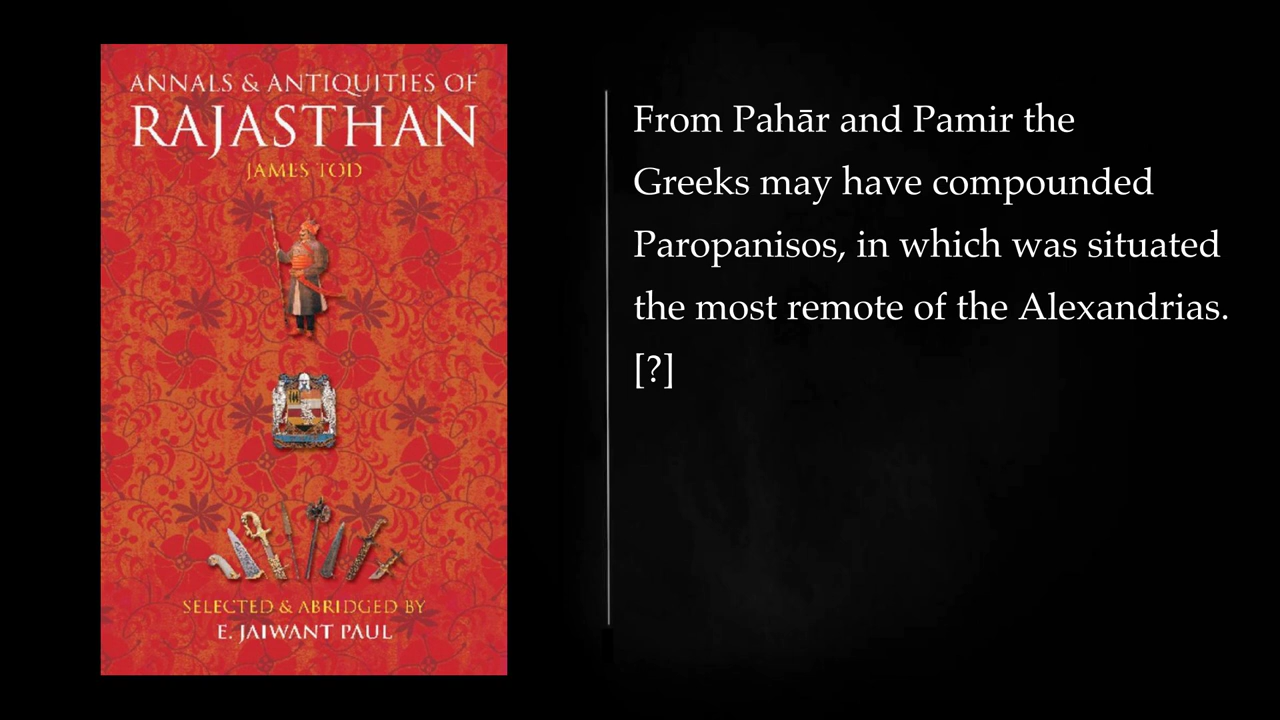 ANNALS & ANTIQUITIES OF
RAJASTHAN
JAMES TOD
SELECTED & ABRIDGED BY
E. JAIWANT PAUL
From Pahār and Pamir the
Greeks may have compounded
Paropanisos, in which was situated
the most remote of the Alexandrias.
[?]